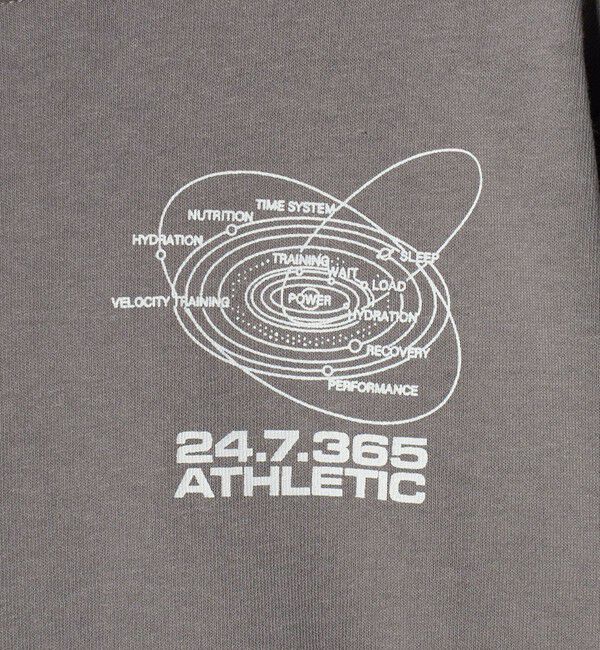 TIME SYSTEM
NUTRITION
HYDRATION
SLEEP
TRAINING
WAIT
LOAD
VELOCITY TRAINING
POWER
HYDRATION
RECOVERY
PERFORMANCE
24.7.365
ATHLETIC